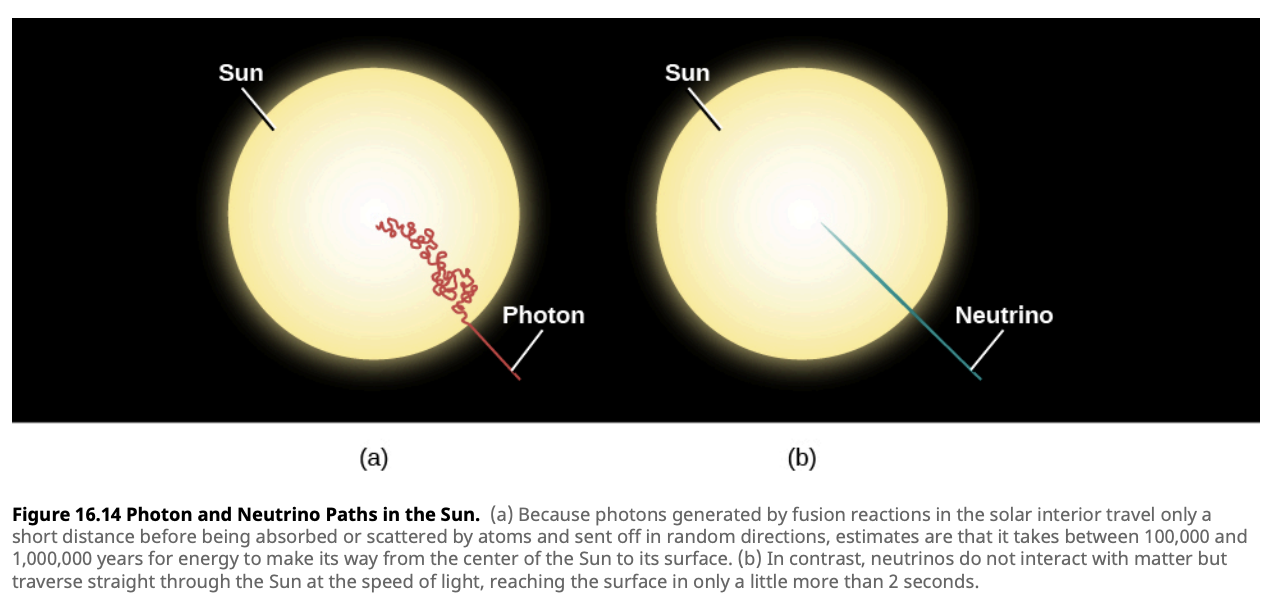 Sun
Sun
Photon
Neutrino
(a)
(b)
Figure 16.14 Photon and Neutrino Paths in the Sun. (a) Because photons generated by fusion reactions in the solar interior travel only a
short distance before being absorbed or scattered by atoms and sent off in random directions, estimates are that it takes between 100,000 and
1,000,000 years for energy to make its way from the center of the Sun to its surface. (b) In contrast, neutrinos do not interact with matter but
traverse straight through the Sun at the speed of light, reaching the surface in only a little more than 2 seconds.